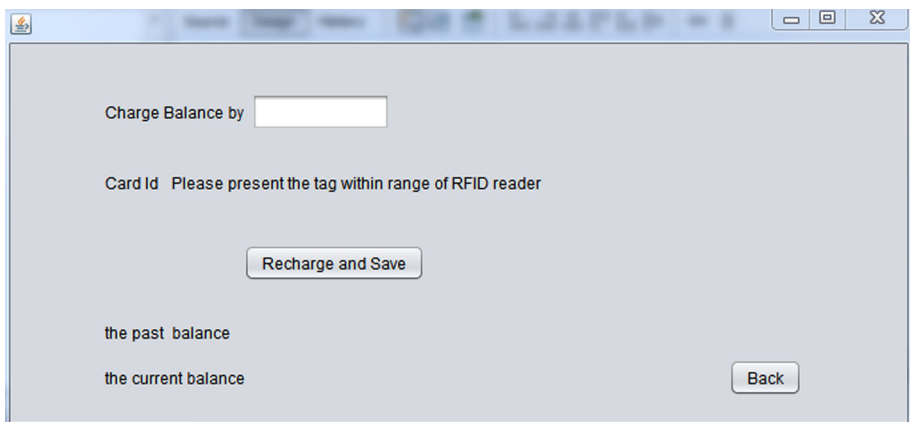 Charge Balance by
Card Id Please present the tag within range of RFID reader
Recharge and Save
the past balance
the current balance
Back